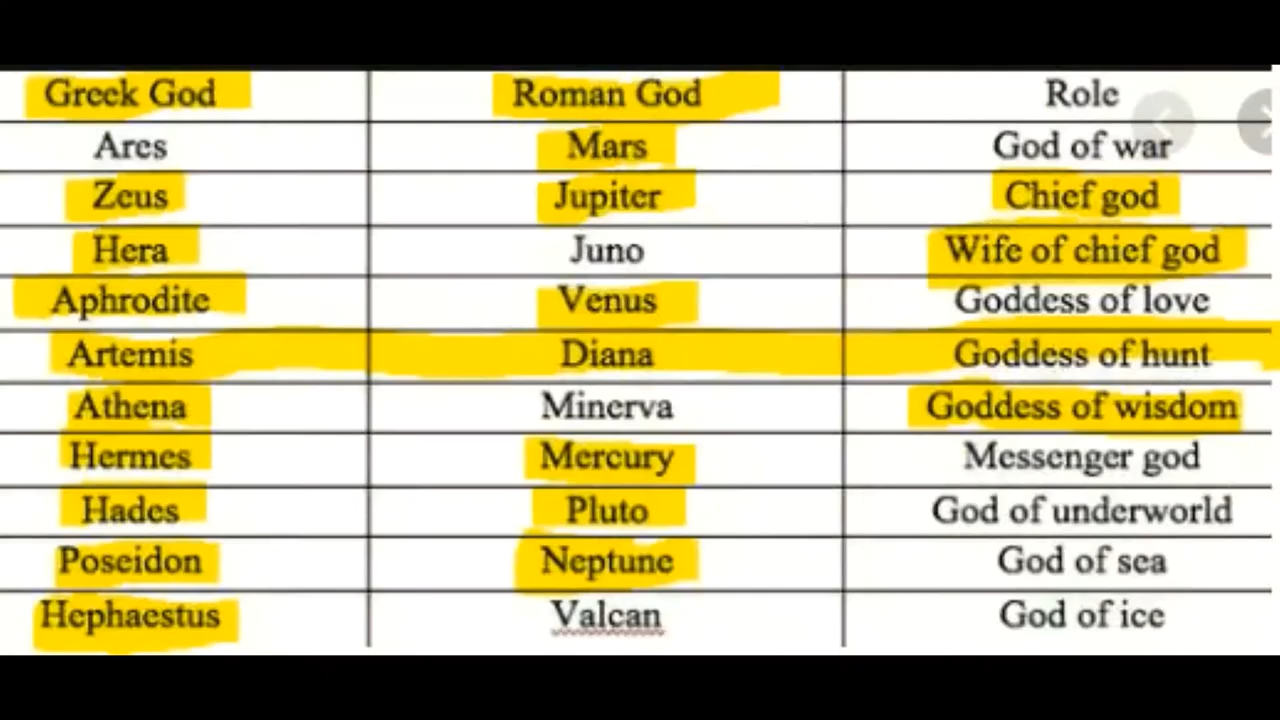 Greek God Roman God Role
Ares Mars God of war
Zeus Jupiter Chief god
Hera Juno Wife of chief god
Aphrodite Venus Goddess of love
Artemis Diana Goddess of hunt
Athena Minerva Goddess of wisdom
Hermes Mercury Messenger god
Hades Pluto God of underworld
Poseidon Neptune God of sea
Hephaestus Valcan God of ice